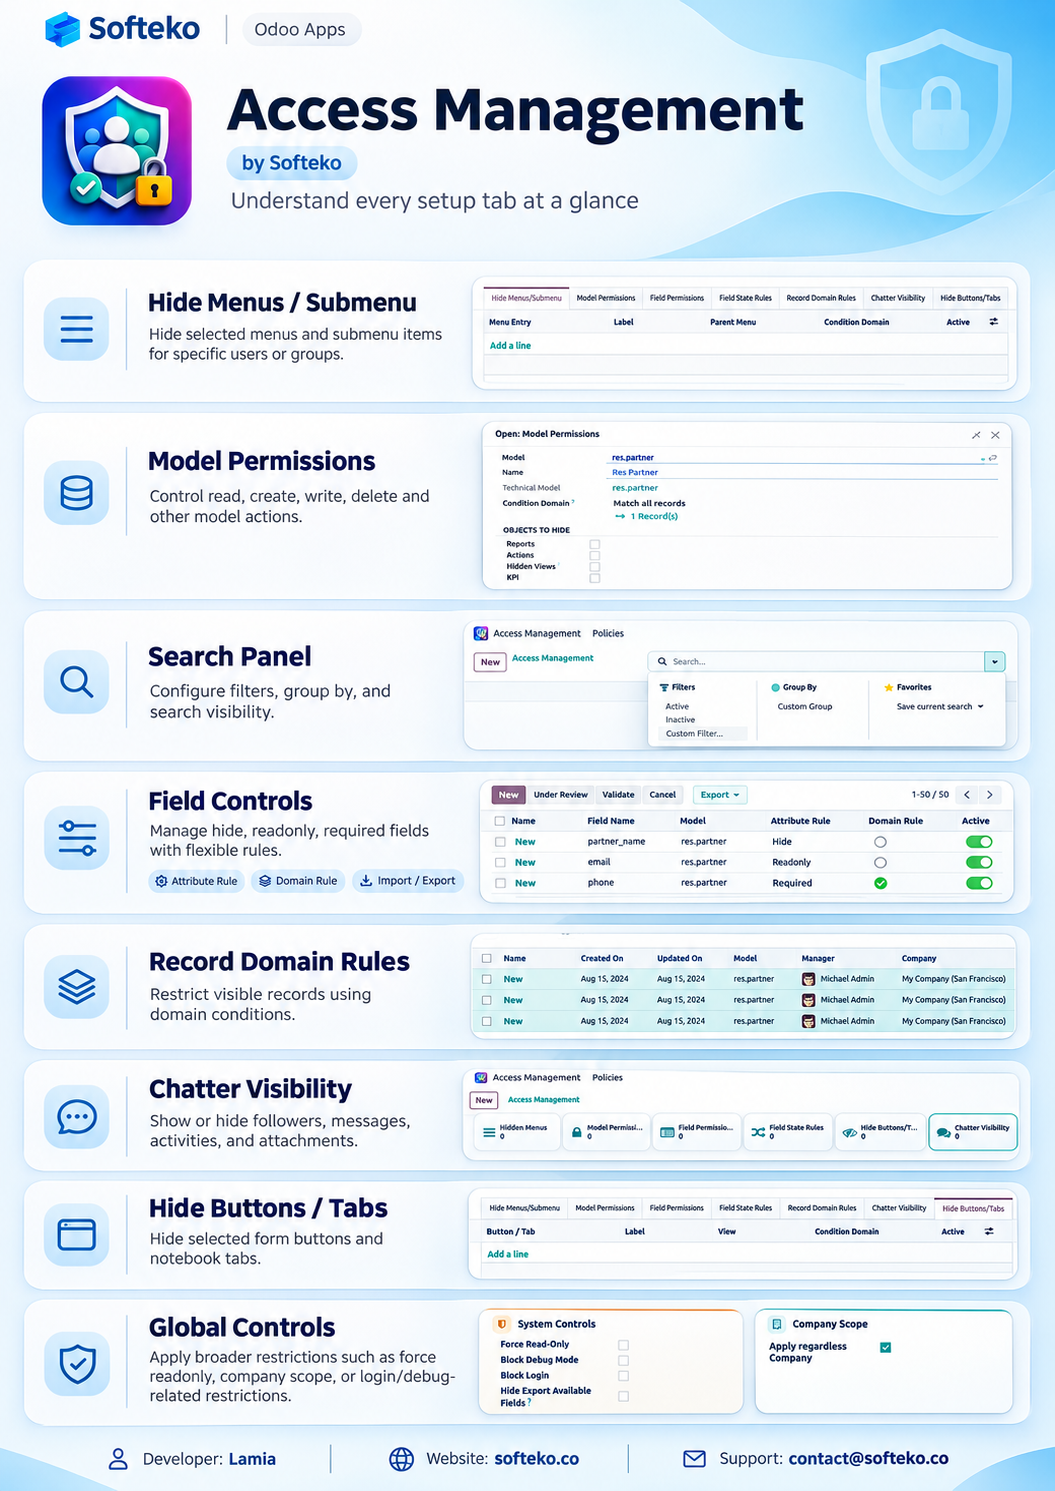 Softeko
Odoo Apps
Access Management
by Softeko
Understand every setup tab at a glance
Hide Menus / Submenu
Hide selected menus and submenu items
for specific users or groups.
Hide Menus/Submenu Model Permissions Field Permissions Field State Rules Record Domain Rules Chatter Visibility Hide Buttons/Tabs
Menu Entry Label Parent Menu Condition Domain Active
Add a line
Model Permissions
Control read, create, write, delete and
other model actions.
Open: Model Permissions
Model res.partner
Name Res Partner
Technical Model res.partner
Condition Domain ? Match all records
→ 1 Record(s)
OBJECTS TO HIDE
Reports
Actions
Hidden Views
KPI
Search Panel
Configure filters, group by, and
search visibility.
Access Management Policies
New Access Management Search...
Filters Group By Favorites
Active Custom Group Save current search
Inactive
Custom Filter...
Field Controls
Manage hide, readonly, required fields
with flexible rules.
Attribute Rule Domain Rule Import / Export
New Under Review Validate Cancel Export 1-50 / 50
Name Field Name Model Attribute Rule Domain Rule Active
New partner_name res.partner Hide
New email res.partner Readonly
New phone res.partner Required
Record Domain Rules
Restrict visible records using
domain conditions.
Name Created On Updated On Model Manager Company
New Aug 15, 2024 Aug 15, 2024 res.partner Michael Admin My Company (San Francisco)
New Aug 15, 2024 Aug 15, 2024 res.partner Michael Admin My Company (San Francisco)
New Aug 15, 2024 Aug 15, 2024 res.partner Michael Admin My Company (San Francisco)
Chatter Visibility
Show or hide followers, messages,
activities, and attachments.
Access Management Policies
New Access Management
Hidden Menus Model Permissi... Field Permissio... Field State Rules Hide Buttons/T... Chatter Visibility
0 0 0 0 0 0
Hide Buttons / Tabs
Hide selected form buttons and
notebook tabs.
Hide Menus/Submenu Model Permissions Field Permissions Field State Rules Record Domain Rules Chatter Visibility Hide Buttons/Tabs
Button / Tab Label View Condition Domain Active
Add a line
Global Controls
Apply broader restrictions such as force
readonly, company scope, or login/debug-
related restrictions.
System Controls
Force Read-Only
Block Debug Mode
Block Login
Hide Export Available
Fields ?
Company Scope
Apply regardless
Company
Developer: Lamia
Website: softeko.co
Support: contact@softeko.co